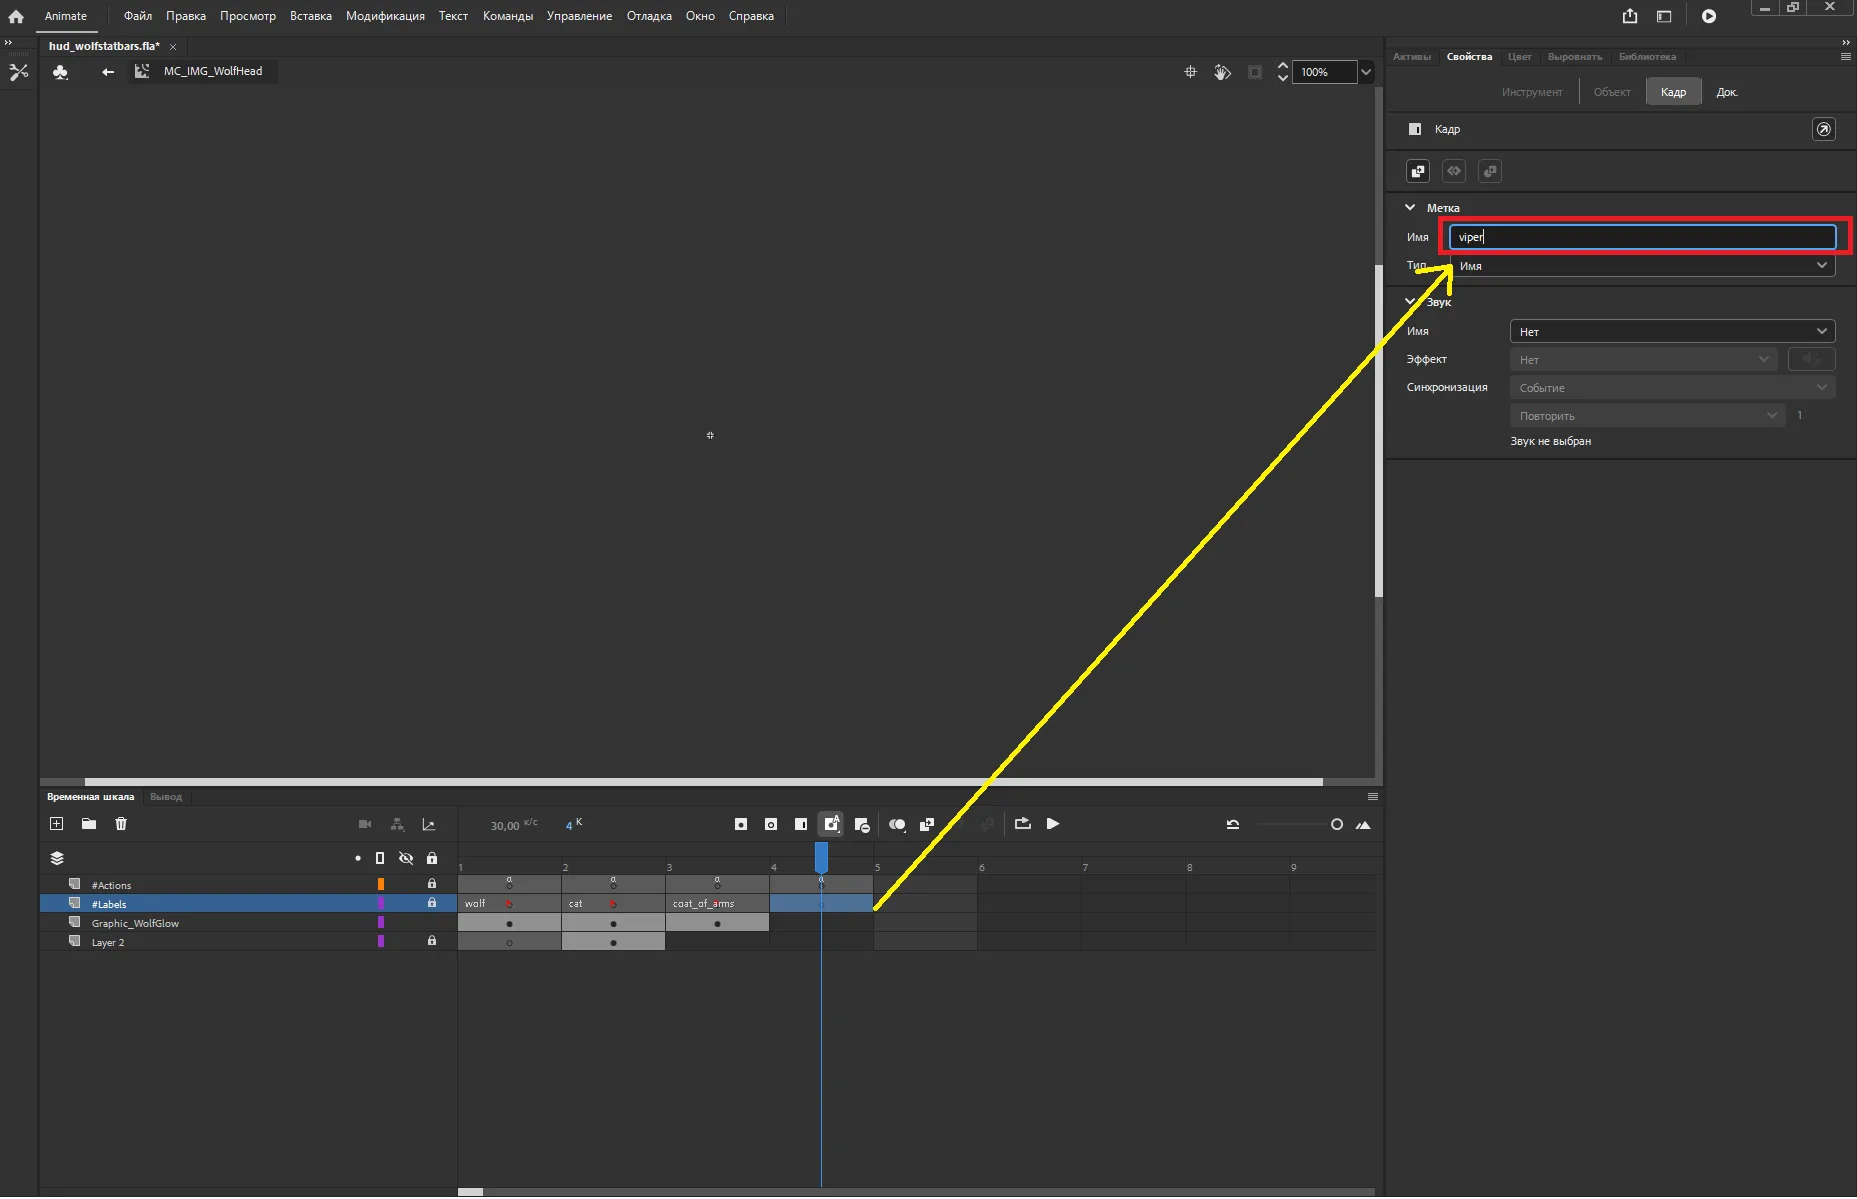 Animate Файл Правка Просмотр Вставка Модификация Текст Команды Управление Отладка Окно Справка
hud_wolfstatbars.fla*
MC_IMG_WolfHead
100%
Активы Свойства Цвет Выровнять Библиотека
Инструмент Объект Кадр Док.
Кадр
Метка
Имя viper
Тип Имя
Звук
Имя Нет
Эффект Нет
Синхронизация Событие
Повторить 1
Звук не выбран
Временная шкала Вывод
30,00 к/с 4 К
1 2 3 4 5 6 7 8 9
#Actions
#Labels wolf cat coat_of_arms
Graphic_WolfGlow
Layer 2